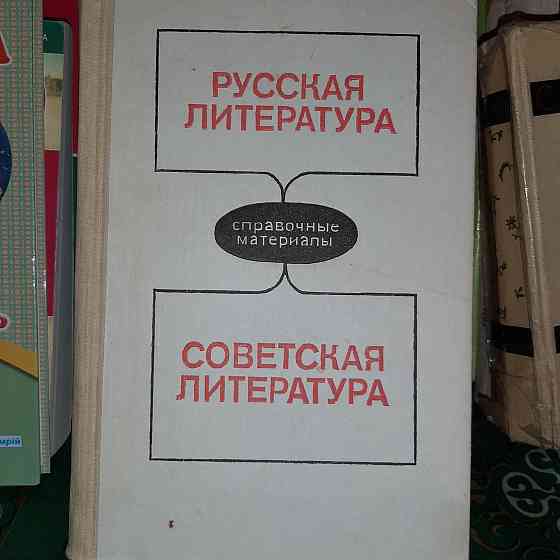 РУССКАЯ
ЛИТЕРАТУРА
справочные
материалы
СОВЕТСКАЯ
ЛИТЕРАТУРА